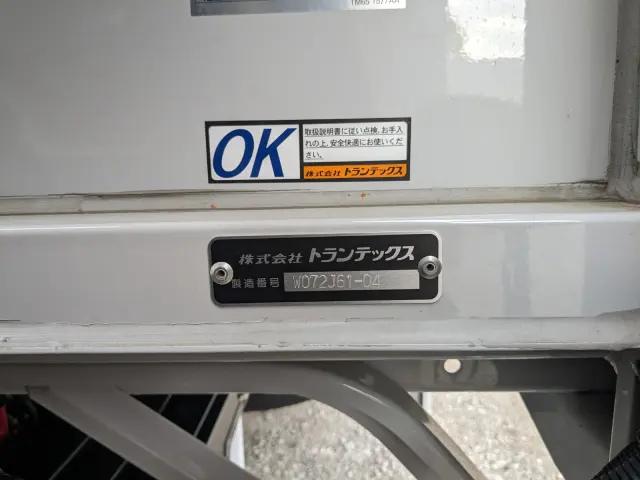 OK
取扱説明書に従い点検、お手入
れの上、安全快適にお使いくだ
さい。
株式会社 トランテックス
株式会社 トランテックス
製造番号 W072J61-04